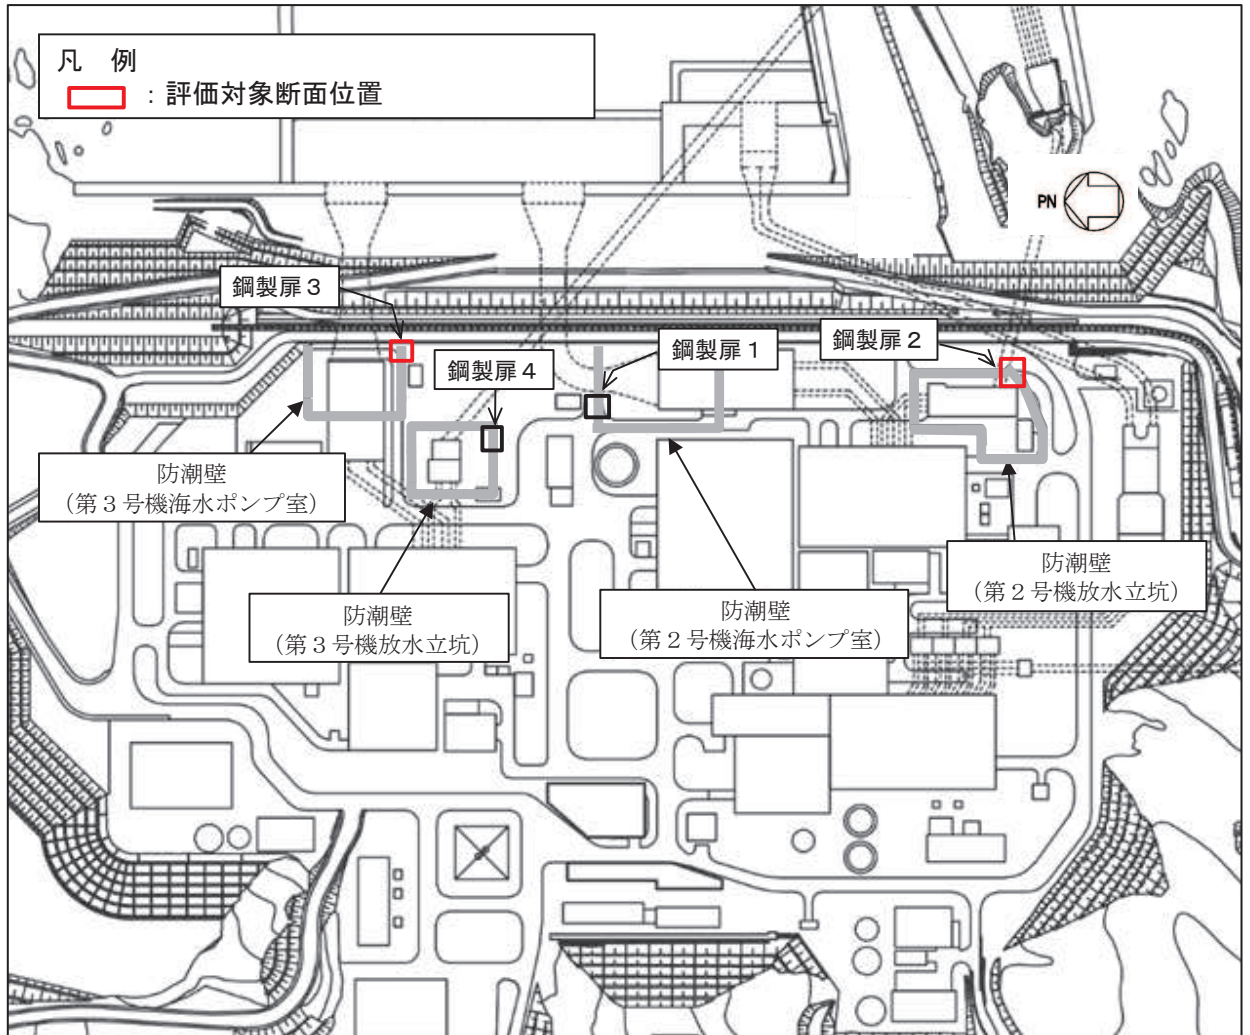 凡　例
：評価対象断面位置
PN
鋼製扉３
鋼製扉４
鋼製扉１
鋼製扉２
防潮壁
（第３号機海水ポンプ室）
防潮壁
（第３号機放水立坑）
防潮壁
（第２号機海水ポンプ室）
防潮壁
（第２号機放水立坑）